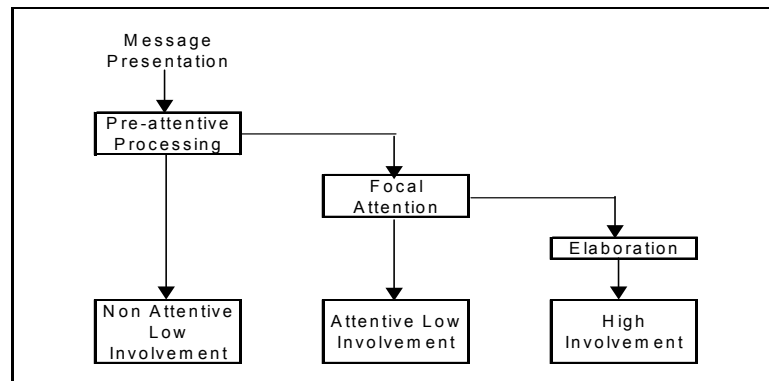 Message
Presentation
Pre-attentive
Processing
Focal
Attention
Elaboration
Non Attentive
Low
Involvement
Attentive Low
Involvement
High
Involvement